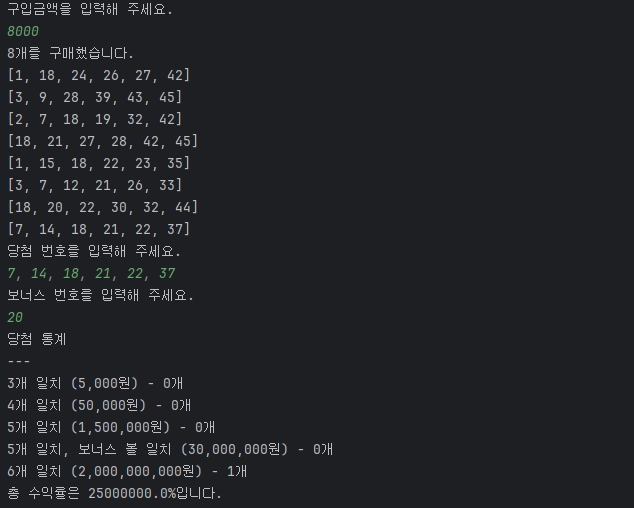 구입금액을 입력해 주세요.
8000
8개를 구매했습니다.
[1, 18, 24, 26, 27, 42]
[3, 9, 28, 39, 43, 45]
[2, 7, 18, 19, 32, 42]
[18, 21, 27, 28, 42, 45]
[1, 15, 18, 22, 23, 35]
[3, 7, 12, 21, 26, 33]
[18, 20, 22, 30, 32, 44]
[7, 14, 18, 21, 22, 37]
당첨 번호를 입력해 주세요.
7, 14, 18, 21, 22, 37
보너스 번호를 입력해 주세요.
20
당첨 통계
---
3개 일치 (5,000원) - 0개
4개 일치 (50,000원) - 0개
5개 일치 (1,500,000원) - 0개
5개 일치, 보너스 볼 일치 (30,000,000원) - 0개
6개 일치 (2,000,000,000원) - 1개
총 수익률은 25000000.0%입니다.